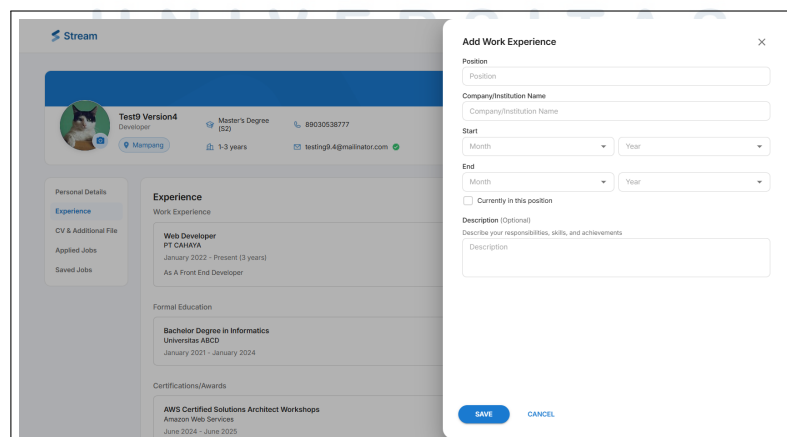 UNIVERSITAS
Stream
Test9 Version4
Developer
Mampang
Master's Degree
(S2)
1-3 years
89030538777
testing9.4@mailinator.com
Personal Details
Experience
CV & Additional File
Applied Jobs
Saved Jobs
Experience
Work Experience
Web Developer
PT CAHAYA
January 2022 - Present (3 years)
As A Front End Developer
Formal Education
Bachelor Degree in Informatics
Universitas ABCD
January 2021 - January 2024
Certifications/Awards
AWS Certified Solutions Architect Workshops
Amazon Web Services
June 2024 - June 2025
Add Work Experience
Position
Position
Company/Institution Name
Company/Institution Name
Start
Month Year
End
Month Year
Currently in this position
Description (Optional)
Describe your responsibilities, skills, and achievements
Description
SAVE CANCEL